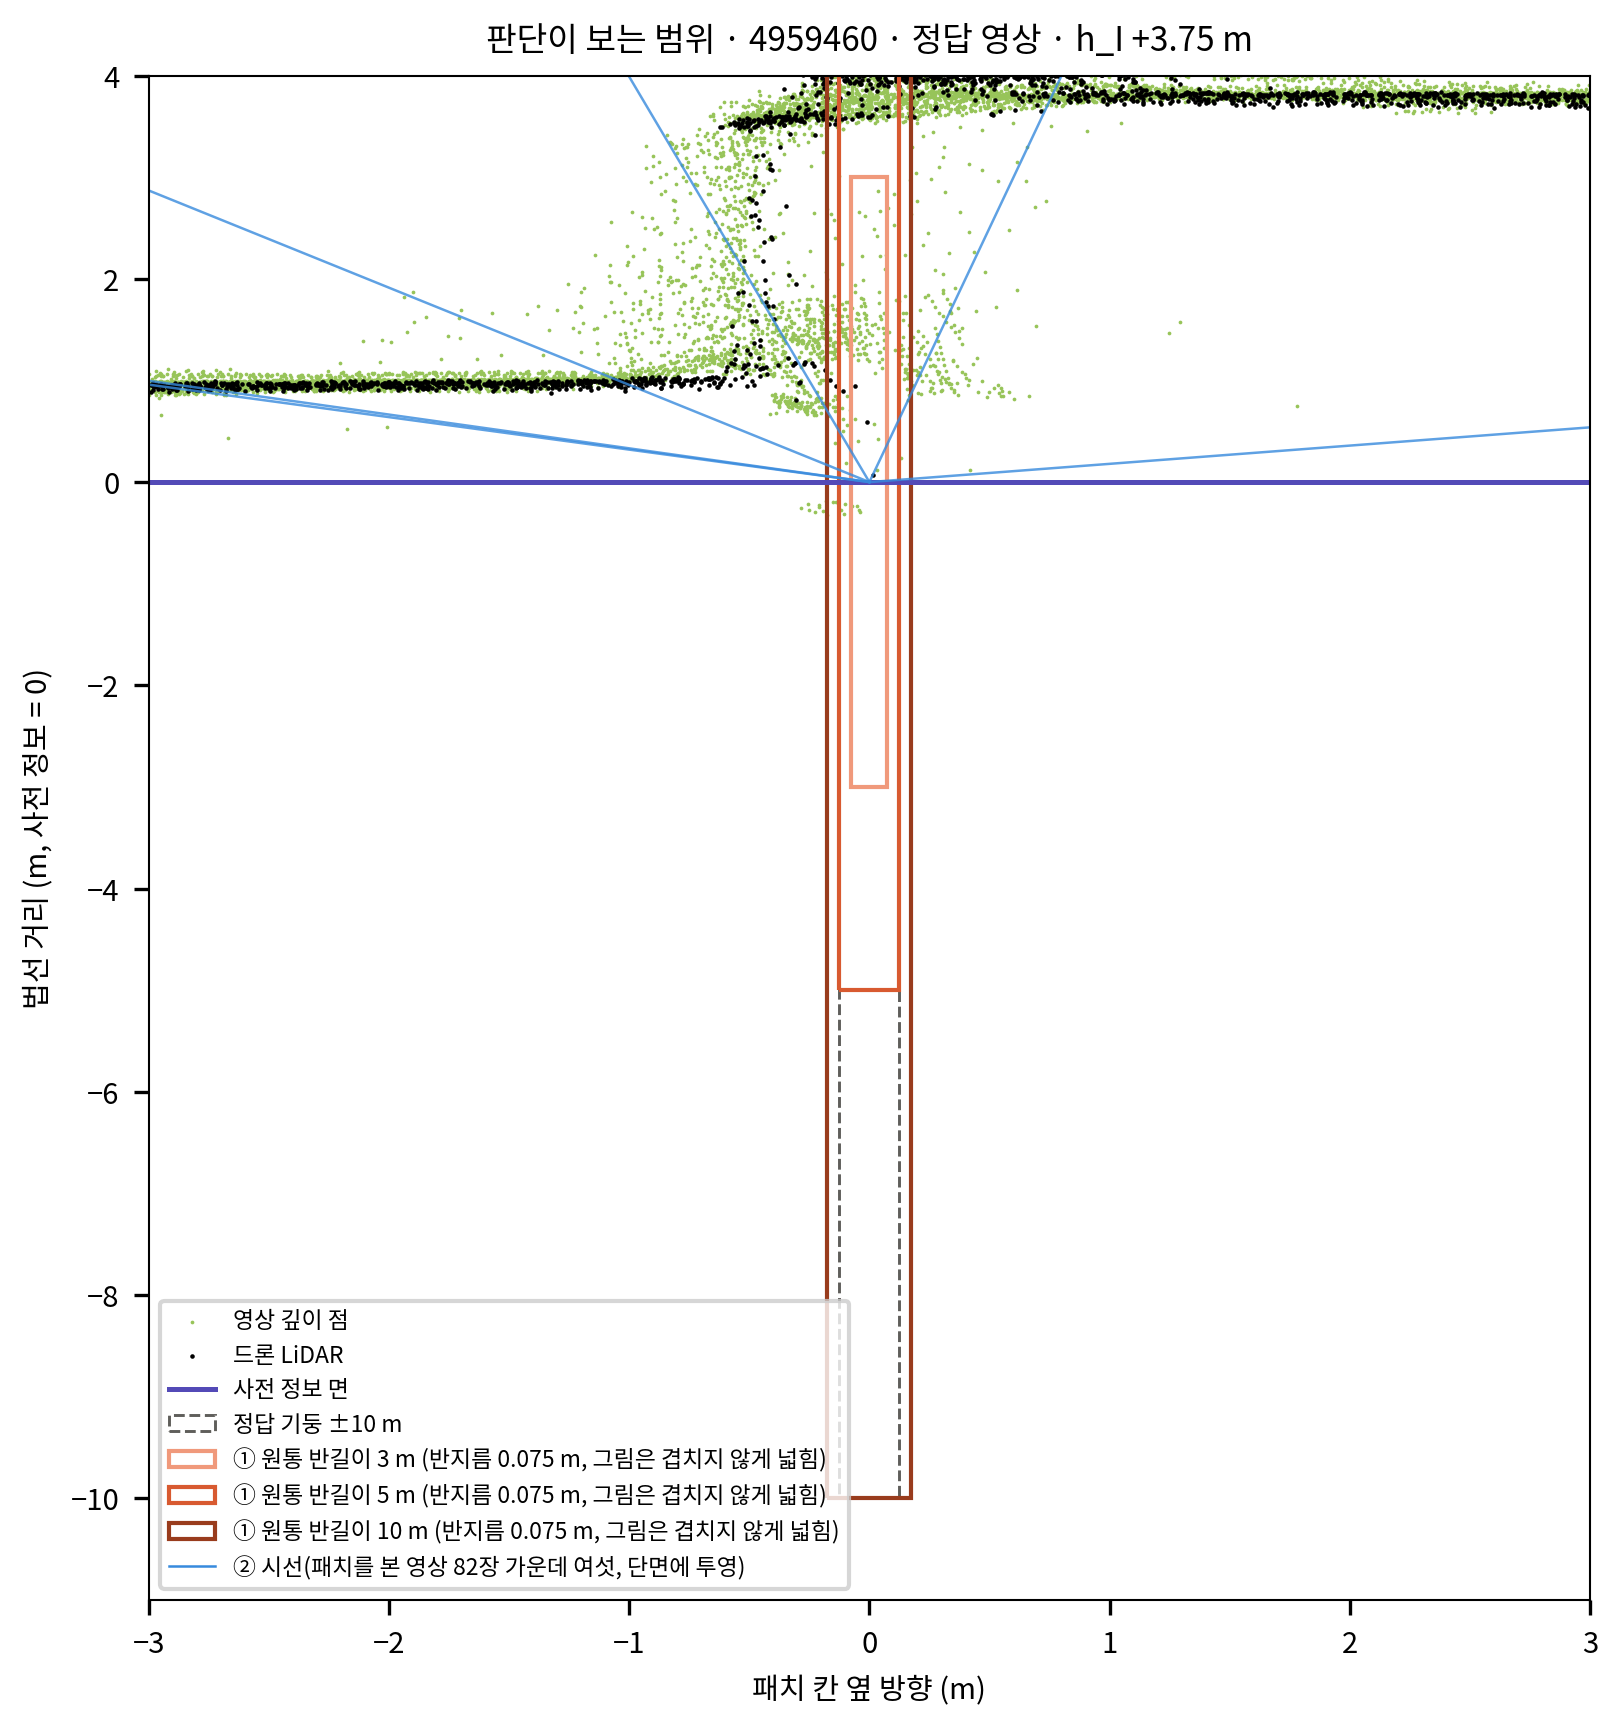 판단이 보는 범위 · 4959460 · 정답 영상 · h_I +3.75 m
4
2
0
−2
−4
−6
−8
−10
법선 거리 (m, 사전 정보 = 0)
영상 깊이 점
드론 LiDAR
사전 정보 면
정답 기둥 ±10 m
① 원통 반길이 3 m (반지름 0.075 m, 그림은 겹치지 않게 넓힘)
① 원통 반길이 5 m (반지름 0.075 m, 그림은 겹치지 않게 넓힘)
① 원통 반길이 10 m (반지름 0.075 m, 그림은 겹치지 않게 넓힘)
② 시선(패치를 본 영상 82장 가운데 여섯, 단면에 투영)
−3 −2 −1 0 1 2 3
패치 칸 옆 방향 (m)